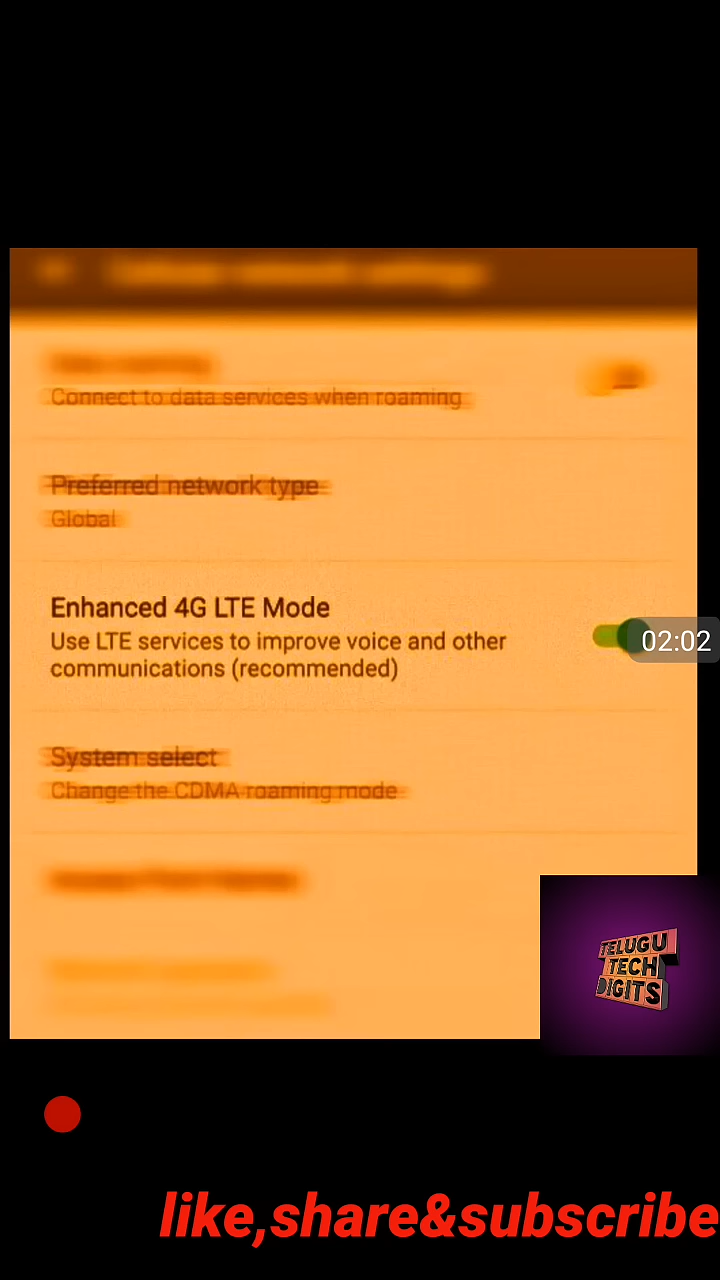 Connect to data services when roaming
Preferred network type
Global
Enhanced 4G LTE Mode
Use LTE services to improve voice and other
communications (recommended)
02:02
System select
Change the CDMA roaming mode
TELUGU
TECH
DIGITS
like,share&subscribe